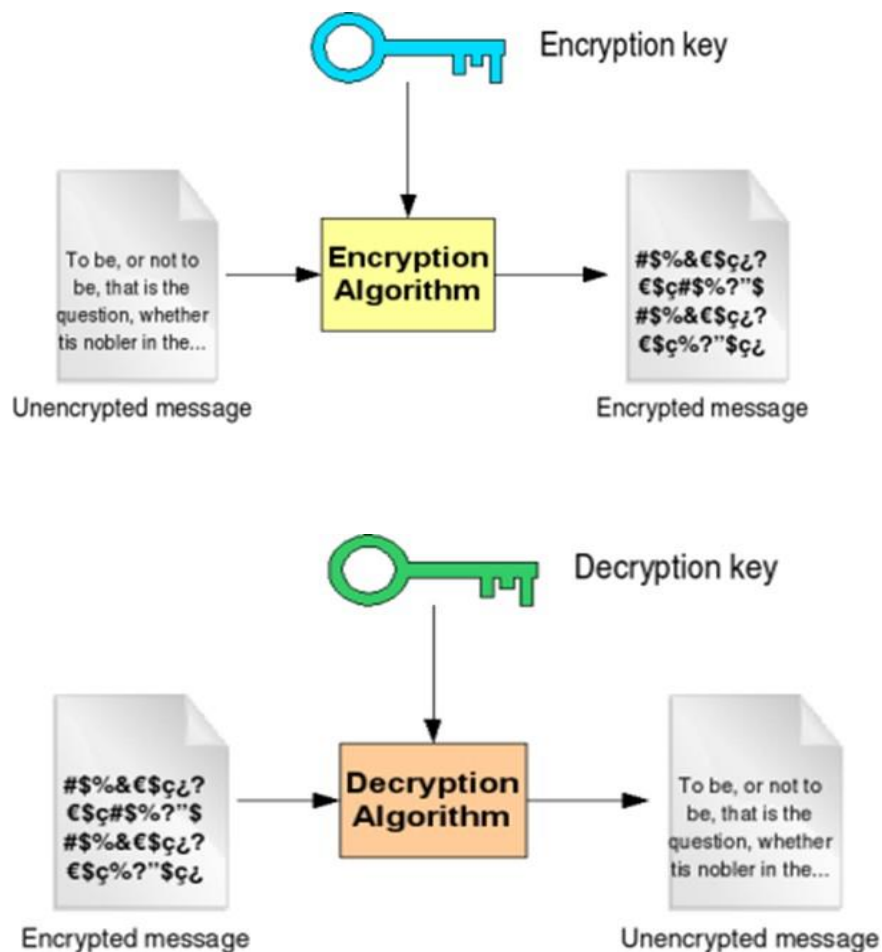 Encryption key
To be, or not to
be, that is the
question, whether
tis nobler in the...
Unencrypted message
Encryption
Algorithm
#$%&€$ç¿?
€$ç#$%?”$
#$%&€$ç¿?
€$ç%?”$ç¿
Encrypted message
Decryption key
#$%&€$ç¿?
€$ç#$%?”$
#$%&€$ç¿?
€$ç%?”$ç¿
Encrypted message
Decryption
Algorithm
To be, or not to
be, that is the
question, whether
tis nobler in the...
Unencrypted message